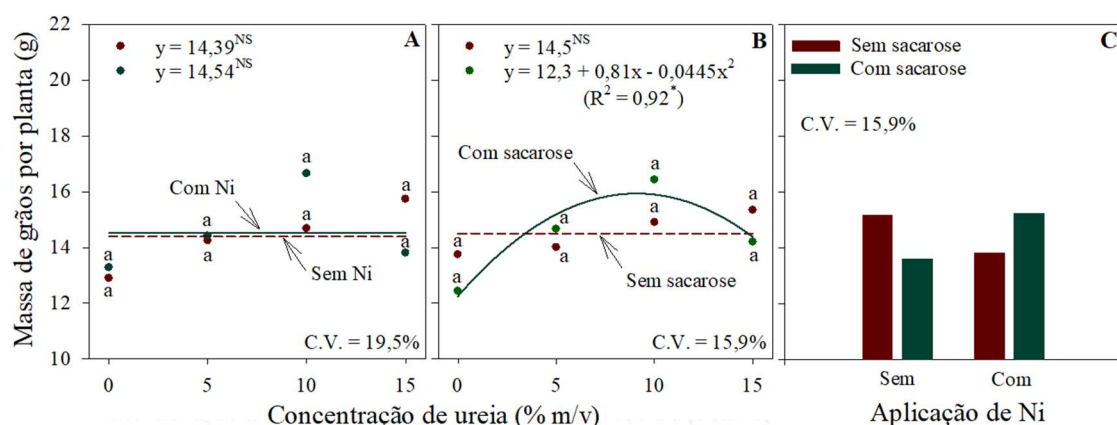 Massa de grãos por planta (g)
22
20
18
16
14
12
10
A
y = 14,39^NS
y = 14,54^NS
a
a
a
a
a
a
a
a
Com Ni
Sem Ni
C.V. = 19,5%
0 5 10 15
B
y = 14,5^NS
y = 12,3 + 0,81x - 0,0445x²
(R² = 0,92*)
Com sacarose
a
a
a
a
a
a
a
a
Sem sacarose
C.V. = 15,9%
0 5 10 15
Concentração de ureia (% m/v)
C
Sem sacarose
Com sacarose
C.V. = 15,9%
Sem Com
Aplicação de Ni